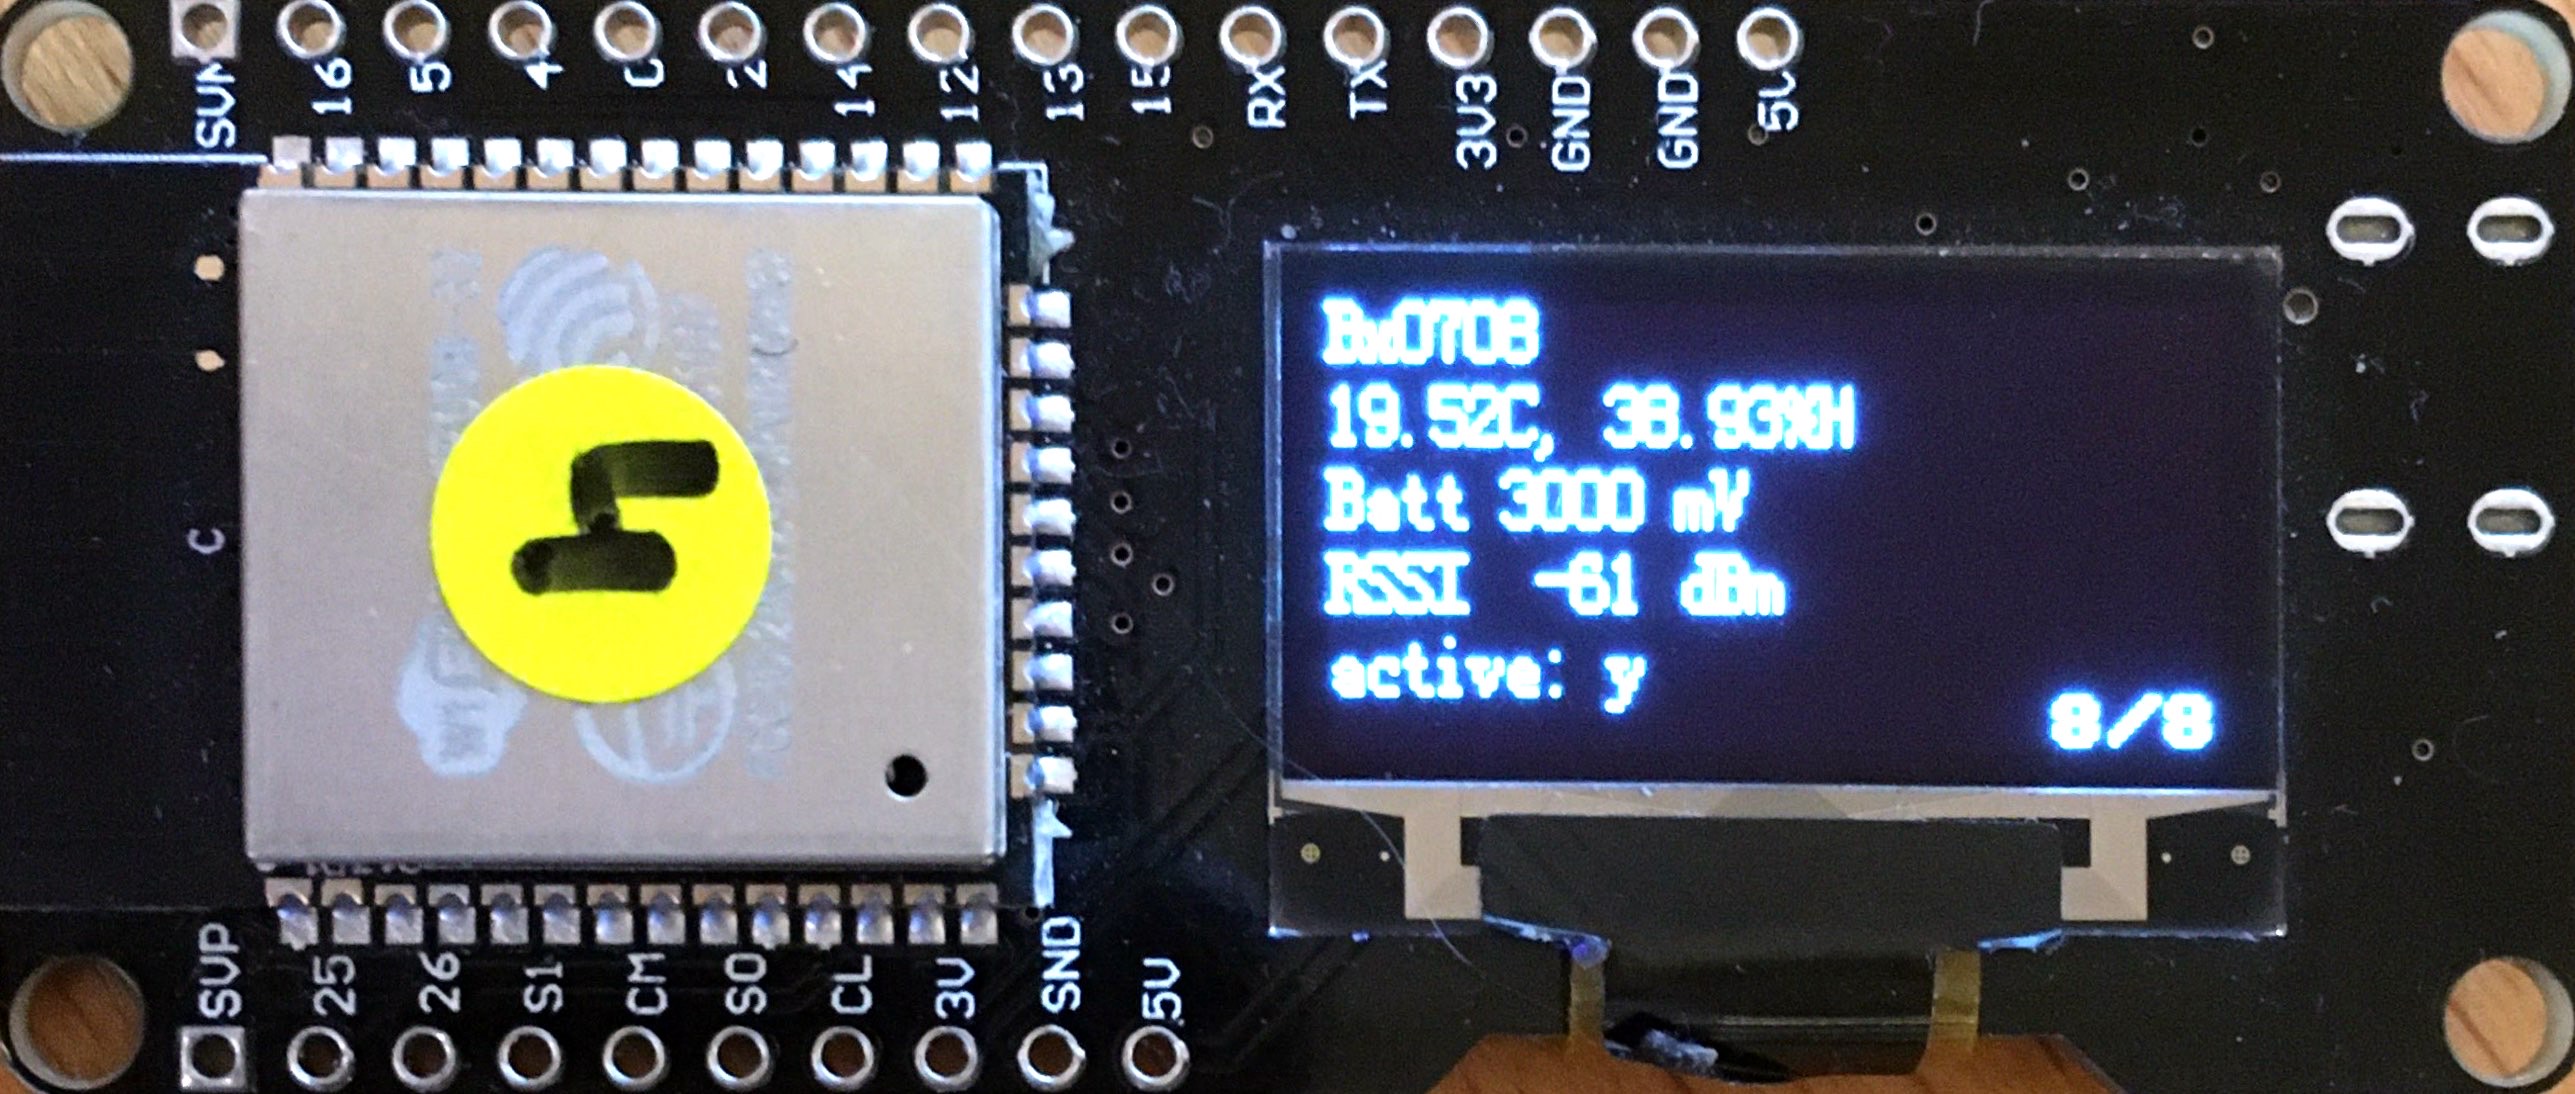 SVN 16 5 4 0 2 14 12 13 15 RX TX 3V3 GND GND 5V
C
19.52C, 38.93%H
Batt 3000 mV
RSSI -61 dBm
active: y
8/8
SVP 25 26 S1 CM S0 CL 3V SND 5V